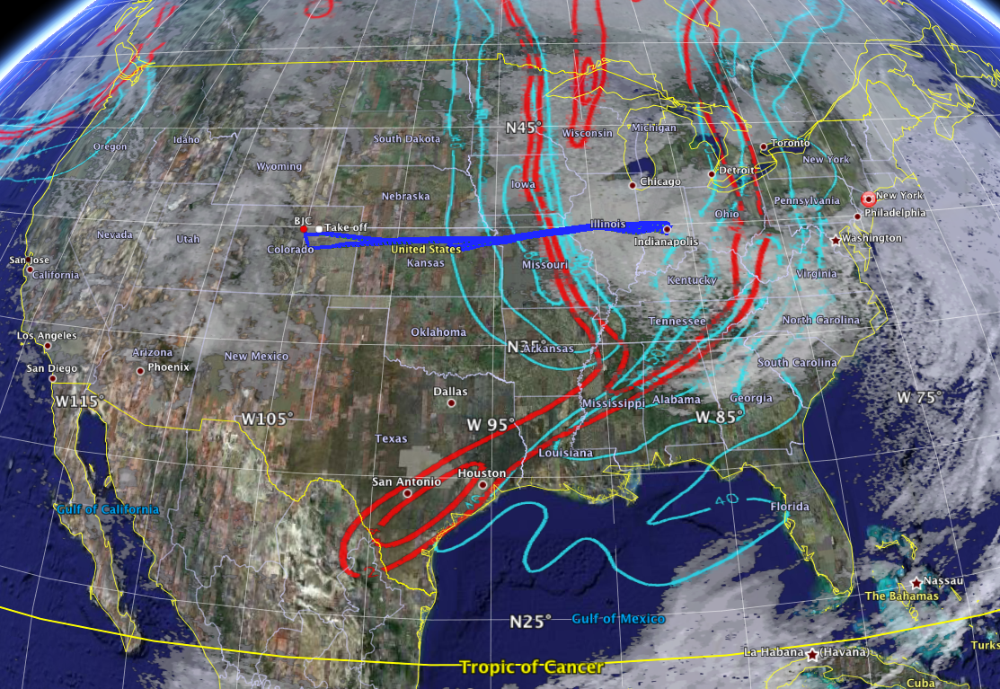 N45°
Michigan
Wisconsin
Oregon
Idaho
South Dakota
Toronto
New York
Wyoming
Detroit
Chicago
Iowa
Nebraska
New York
Pennsylvania
Philadelphia
Ohio
BJC
Take off
Illinois
Nevada
Utah
Indianapolis
Washington
Colorado
United States
Kansas
San Jose
California
Missouri
Virginia
Kentucky
Tennessee
North Carolina
Los Angeles
Oklahoma
N35°
Arkansas
Arizona
New Mexico
Phoenix
San Diego
South Carolina
W115°
Dallas
Mississippi
Alabama
Georgia
W 75°
W105°
W 95°
W 85°
Texas
Louisiana
Houston
San Antonio
40
Florida
Gulf of California
Nassau
The Bahamas
N25°
Gulf of Mexico
Turks
La Habana
(Havana)
Tropic of Cancer
Cuba